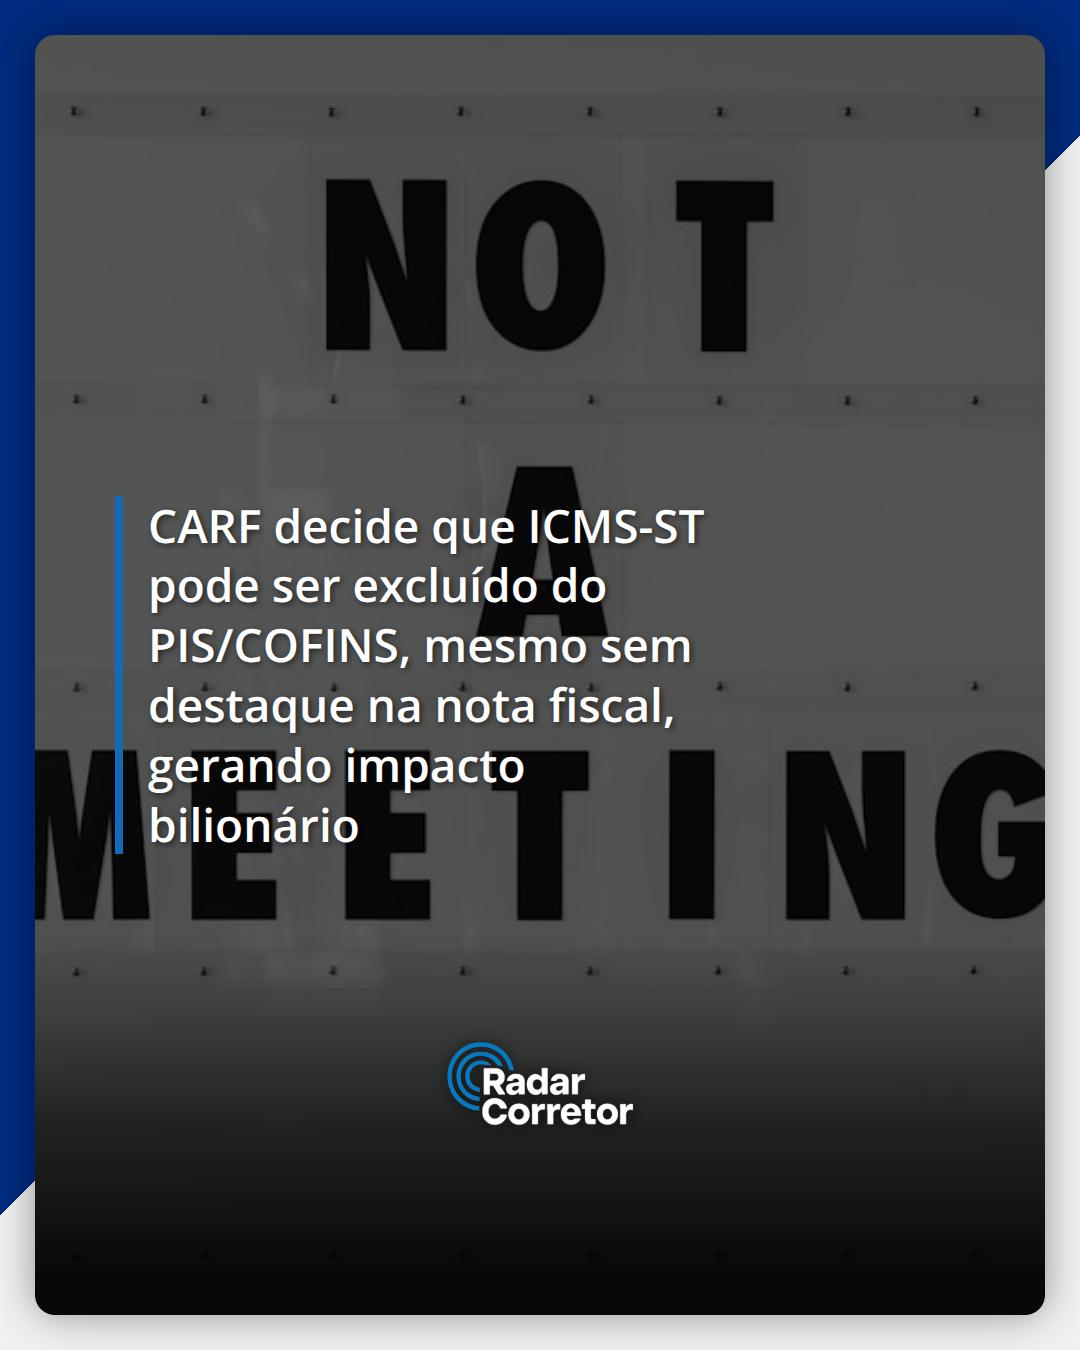 NOT
A
CARF decide que ICMS-ST
pode ser excluído do
PIS/COFINS, mesmo sem
destaque na nota fiscal,
gerando impacto
bilionário
MEETING
Radar
Corretor